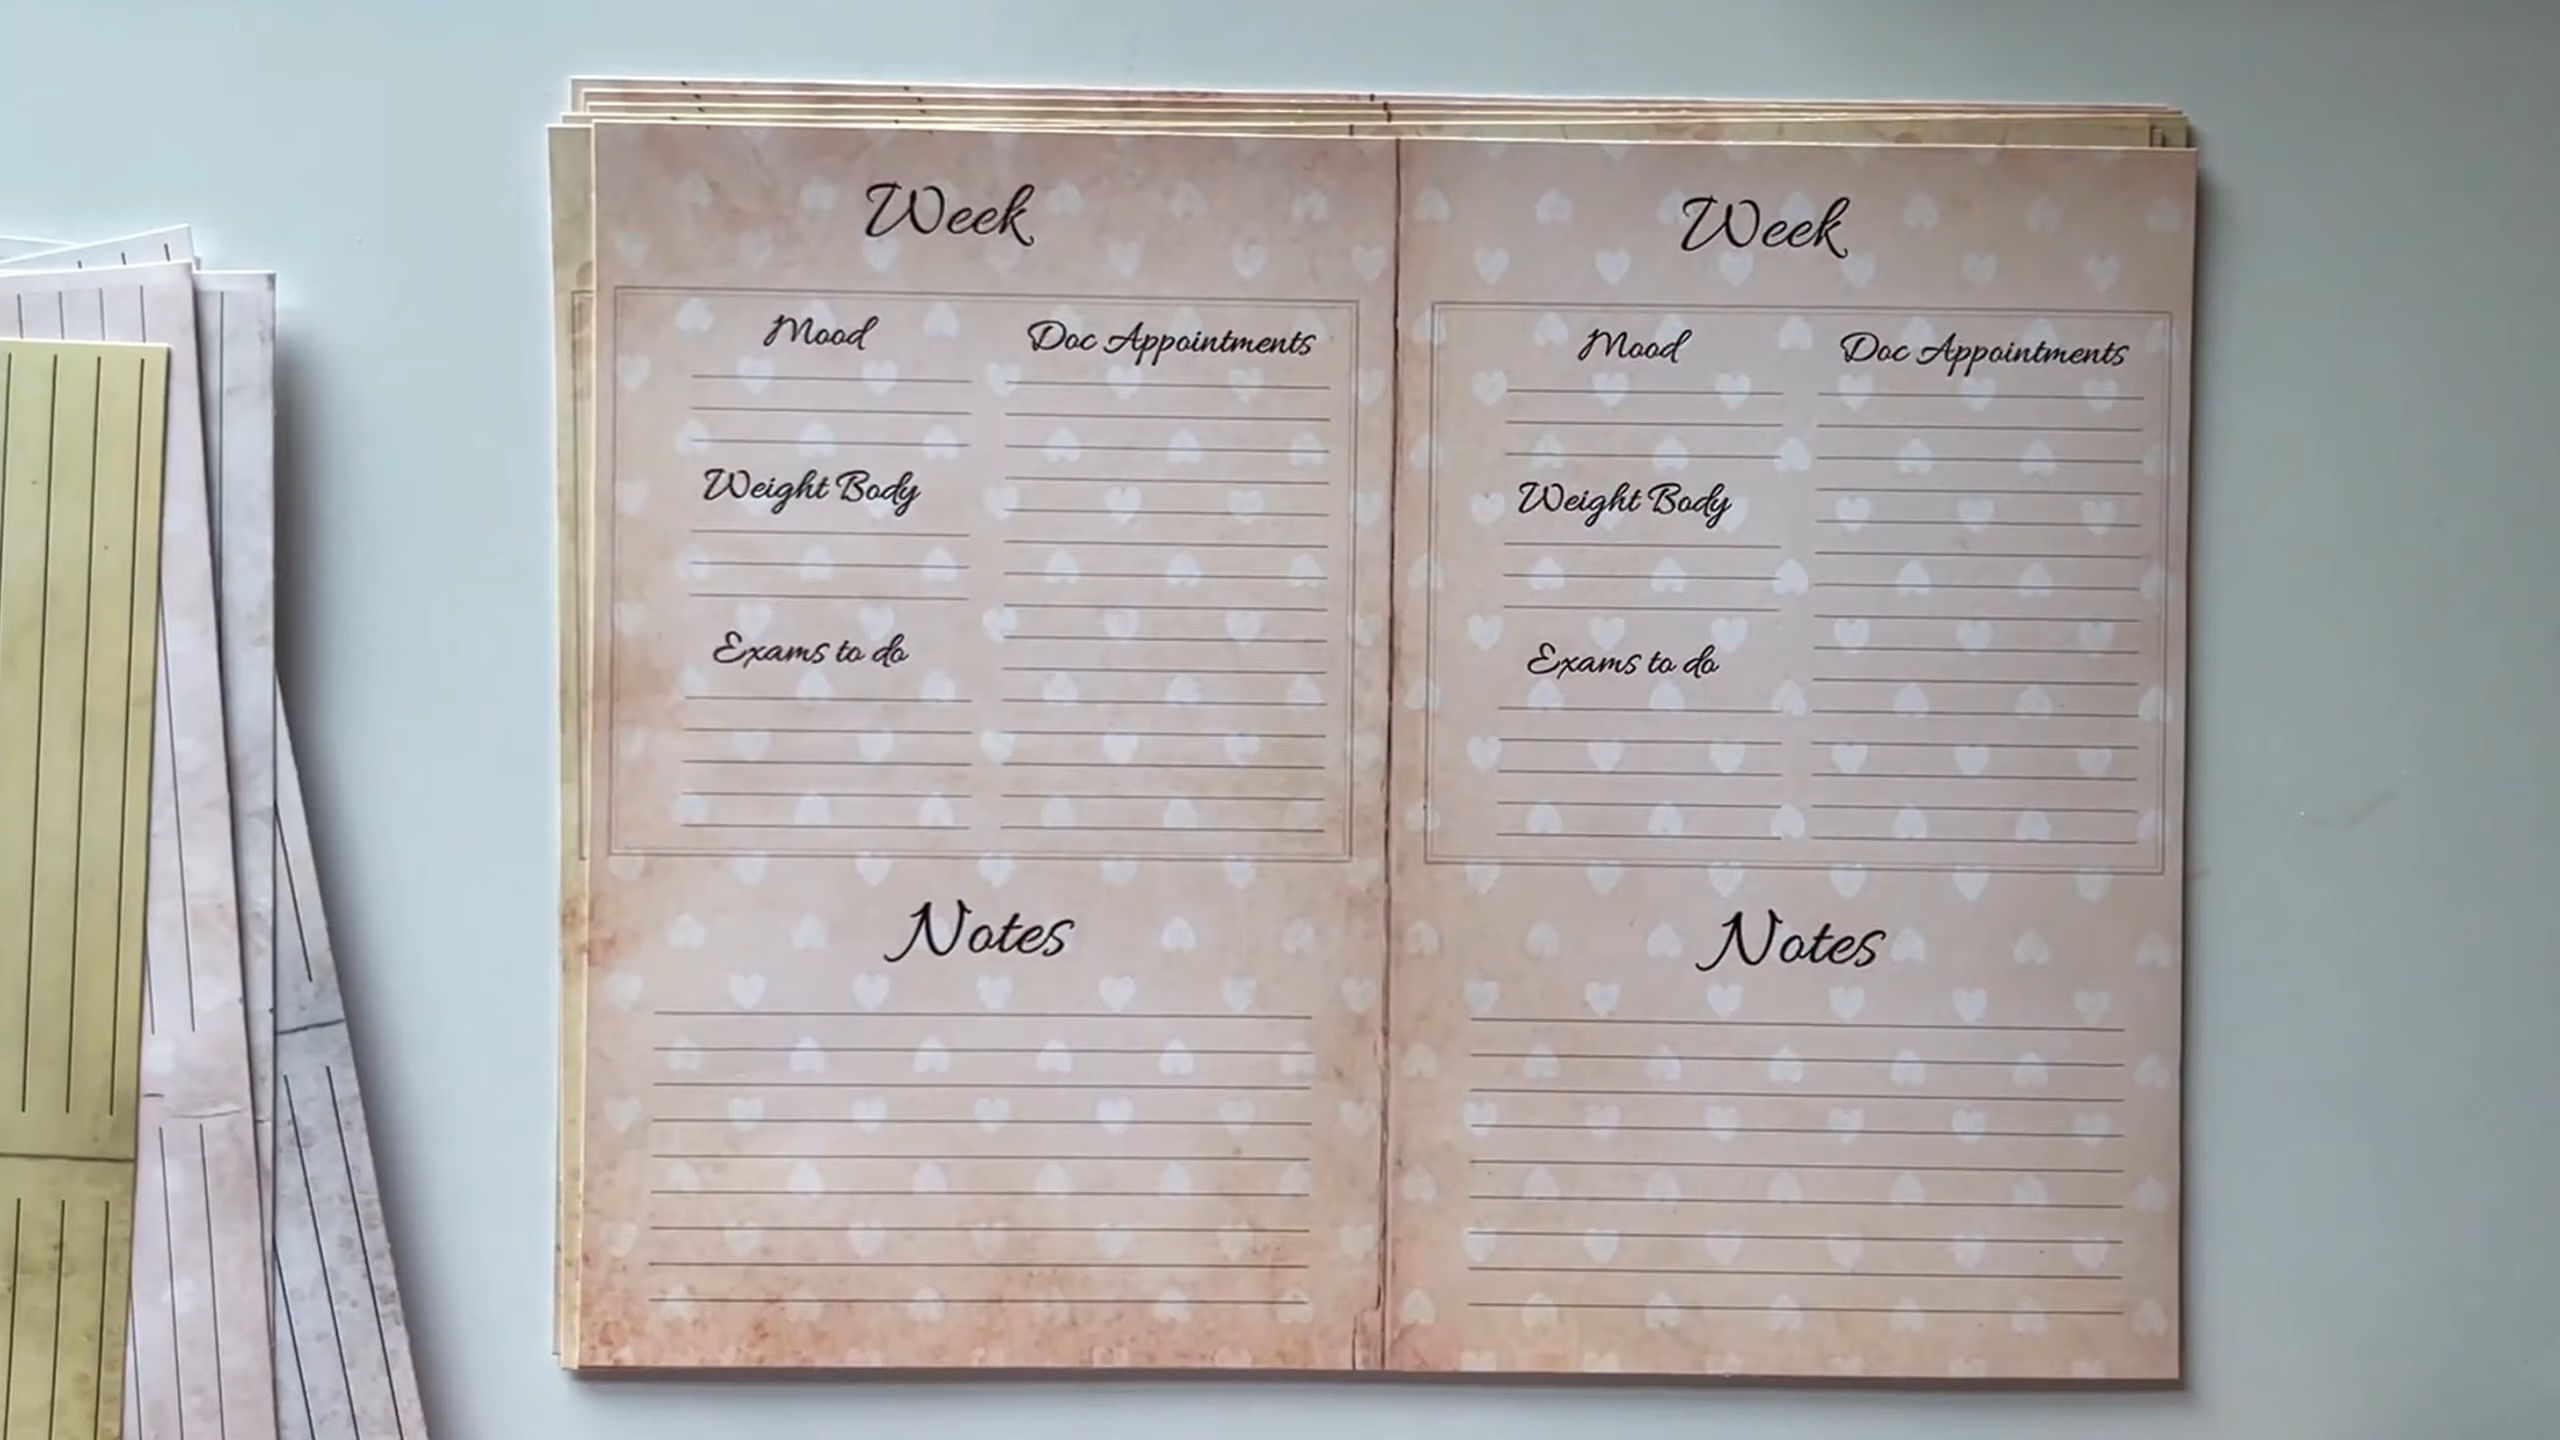 Week
Mood Doc Appointments
Weight Body
Exams to do
Notes
Week
Mood Doc Appointments
Weight Body
Exams to do
Notes